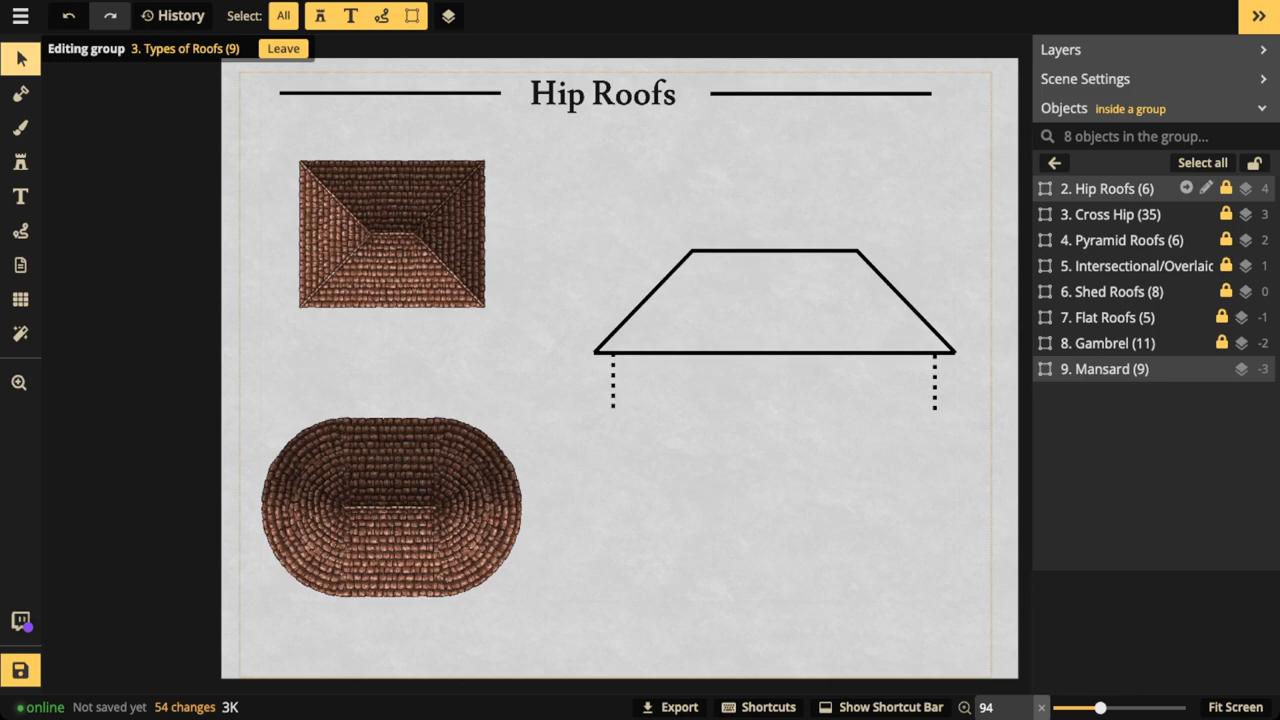 History
Select:
All
T
Editing group 3. Types of Roofs (9)
Leave
Layers
Scene Settings
Objects inside a group
8 objects in the group...
Select all
2. Hip Roofs (6) 4
3. Cross Hip (35) 3
4. Pyramid Roofs (6) 2
5. Intersectional/Overlaic 1
6. Shed Roofs (8) 0
7. Flat Roofs (5) -1
8. Gambrel (11) -2
9. Mansard (9) -3
T
Hip Roofs
online
Not saved yet
54 changes
3K
Export
Shortcuts
Show Shortcut Bar
94
Fit Screen